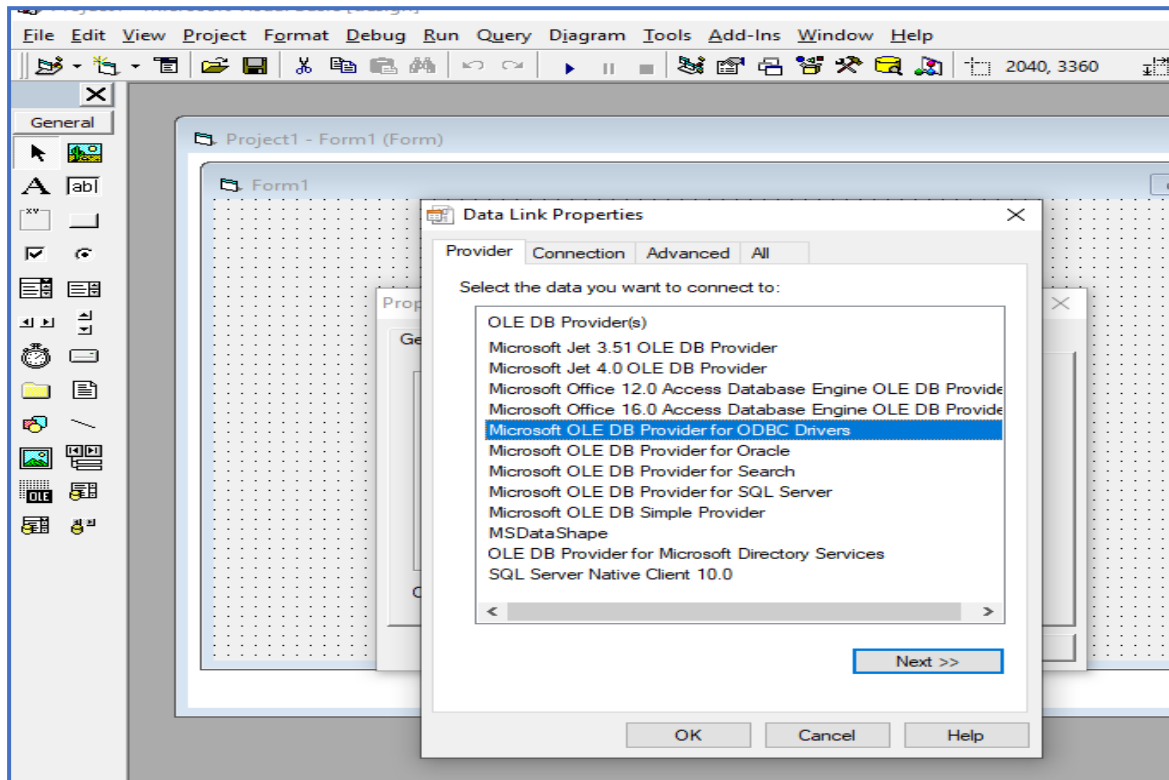 File Edit View Project Format Debug Run Query Diagram Tools Add-Ins Window Help
2040, 3360
General
Project1 - Form1 (Form)
A abl
Form1
xv
Data Link Properties
Provider Connection Advanced All
Select the data you want to connect to:
Prop
OLE DB Provider(s)
Ge
Microsoft Jet 3.51 OLE DB Provider
Microsoft Jet 4.0 OLE DB Provider
Microsoft Office 12.0 Access Database Engine OLE DB Provide
Microsoft Office 16.0 Access Database Engine OLE DB Provide
Microsoft OLE DB Provider for ODBC Drivers
Microsoft OLE DB Provider for Oracle
Microsoft OLE DB Provider for Search
Microsoft OLE DB Provider for SQL Server
OLE
Microsoft OLE DB Simple Provider
MSDataShape
OLE DB Provider for Microsoft Directory Services
SQL Server Native Client 10.0
Next >>
OK Cancel Help